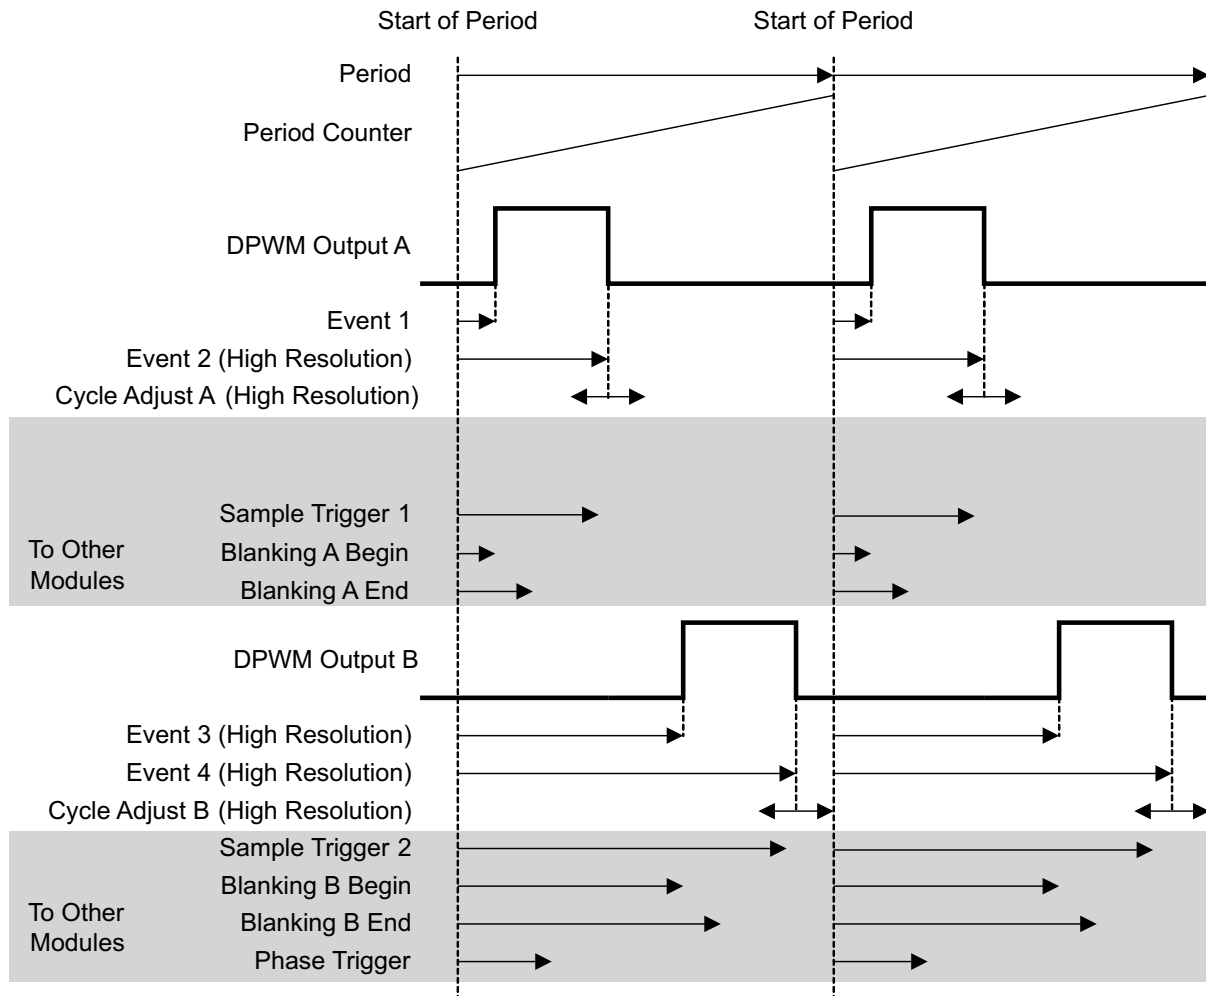 Start of Period
Start of Period
Period
Period Counter
DPWM Output A
Event 1
Event 2 (High Resolution)
Cycle Adjust A (High Resolution)
Sample Trigger 1
To Other
Modules
Blanking A Begin
Blanking A End
DPWM Output B
Event 3 (High Resolution)
Event 4 (High Resolution)
Cycle Adjust B (High Resolution)
Sample Trigger 2
Blanking B Begin
To Other
Modules
Blanking B End
Phase Trigger